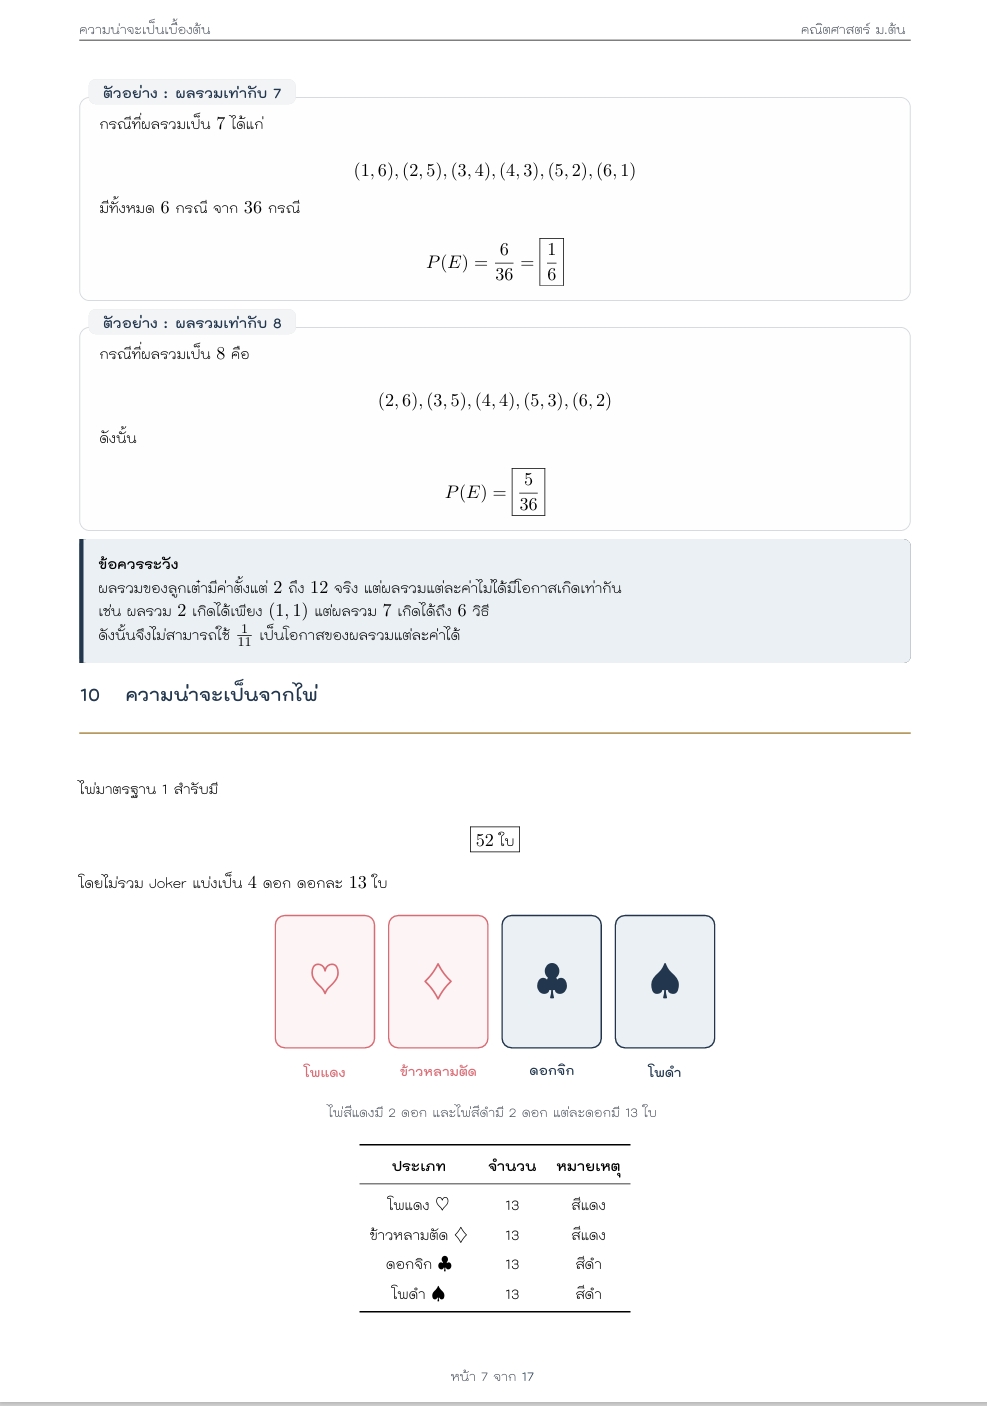 ความน่าจะเป็นเบื้องต้น คณิตศาสตร์ ม.ต้น
ตัวอย่าง : ผลรวมเท่ากับ 7
กรณีที่ผลรวมเป็น 7 ได้แก่
(1, 6), (2, 5), (3, 4), (4, 3), (5, 2), (6, 1)
มีทั้งหมด 6 กรณี จาก 36 กรณี
P(E) = 6/36 = 1/6
ตัวอย่าง : ผลรวมเท่ากับ 8
กรณีที่ผลรวมเป็น 8 คือ
(2, 6), (3, 5), (4, 4), (5, 3), (6, 2)
ดังนั้น
P(E) = 5/36
ข้อควรระวัง
ผลรวมของลูกเต๋ามีค่าตั้งแต่ 2 ถึง 12 จริง แต่ผลรวมแต่ละค่าไม่ได้มีโอกาสเกิดเท่ากัน
เช่น ผลรวม 2 เกิดได้เพียง (1, 1) แต่ผลรวม 7 เกิดได้ถึง 6 วิธี
ดังนั้นจึงไม่สามารถใช้ 1/11 เป็นโอกาสของผลรวมแต่ละค่าได้
10 ความน่าจะเป็นจากไพ่
ไพ่มาตรฐาน 1 สำรับมี
52 ใบ
โดยไม่รวม Joker แบ่งเป็น 4 ดอก ดอกละ 13 ใบ
♡ ♢ ♣ ♠
โพแดง ข้าวหลามตัด ดอกจิก โพดำ
ไพ่สีแดงมี 2 ดอก และไพ่สีดำมี 2 ดอก แต่ละดอกมี 13 ใบ
ประเภท จำนวน หมายเหตุ
โพแดง ♡ 13 สีแดง
ข้าวหลามตัด ♢ 13 สีแดง
ดอกจิก ♣ 13 สีดำ
โพดำ ♠ 13 สีดำ
หน้า 7 จาก 17